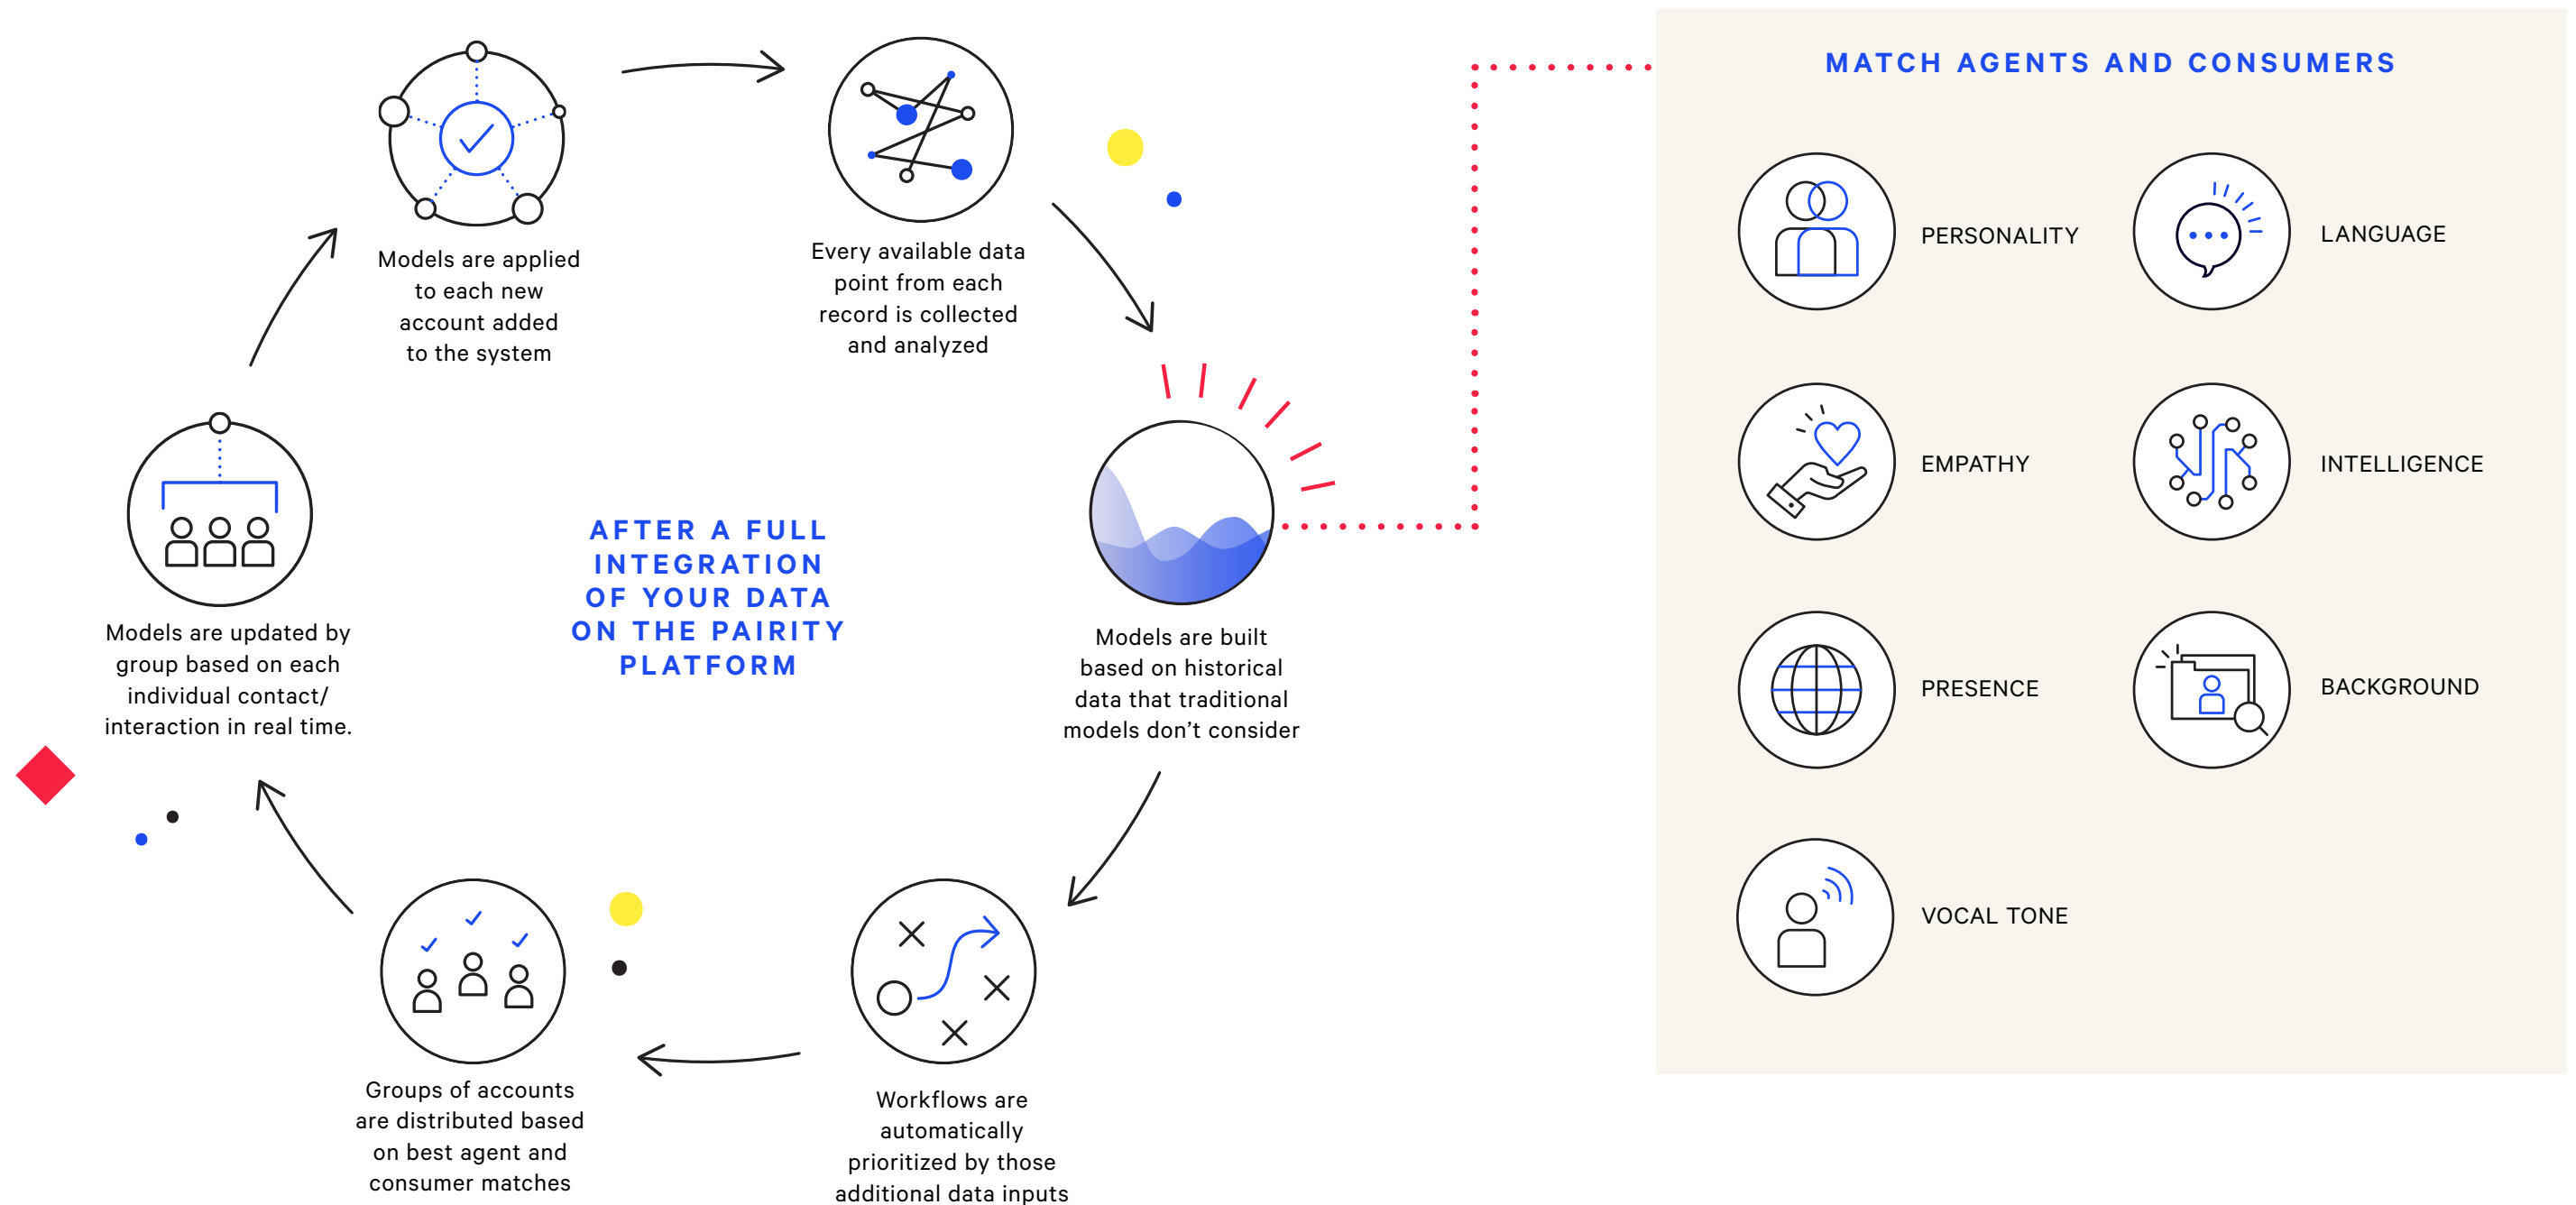 MATCH AGENTS AND CONSUMERS
Models are applied
to each new
account added
to the system
Every available data
point from each
record is collected
and analyzed
PERSONALITY
LANGUAGE
EMPATHY
INTELLIGENCE
PRESENCE
BACKGROUND
VOCAL TONE
AFTER A FULL
INTEGRATION
OF YOUR DATA
ON THE PAIRITY
PLATFORM
Models are updated by
group based on each
individual contact/
interaction in real time.
Models are built
based on historical
data that traditional
models don’t consider
Groups of accounts
are distributed based
on best agent and
consumer matches
Workflows are
automatically
prioritized by those
additional data inputs